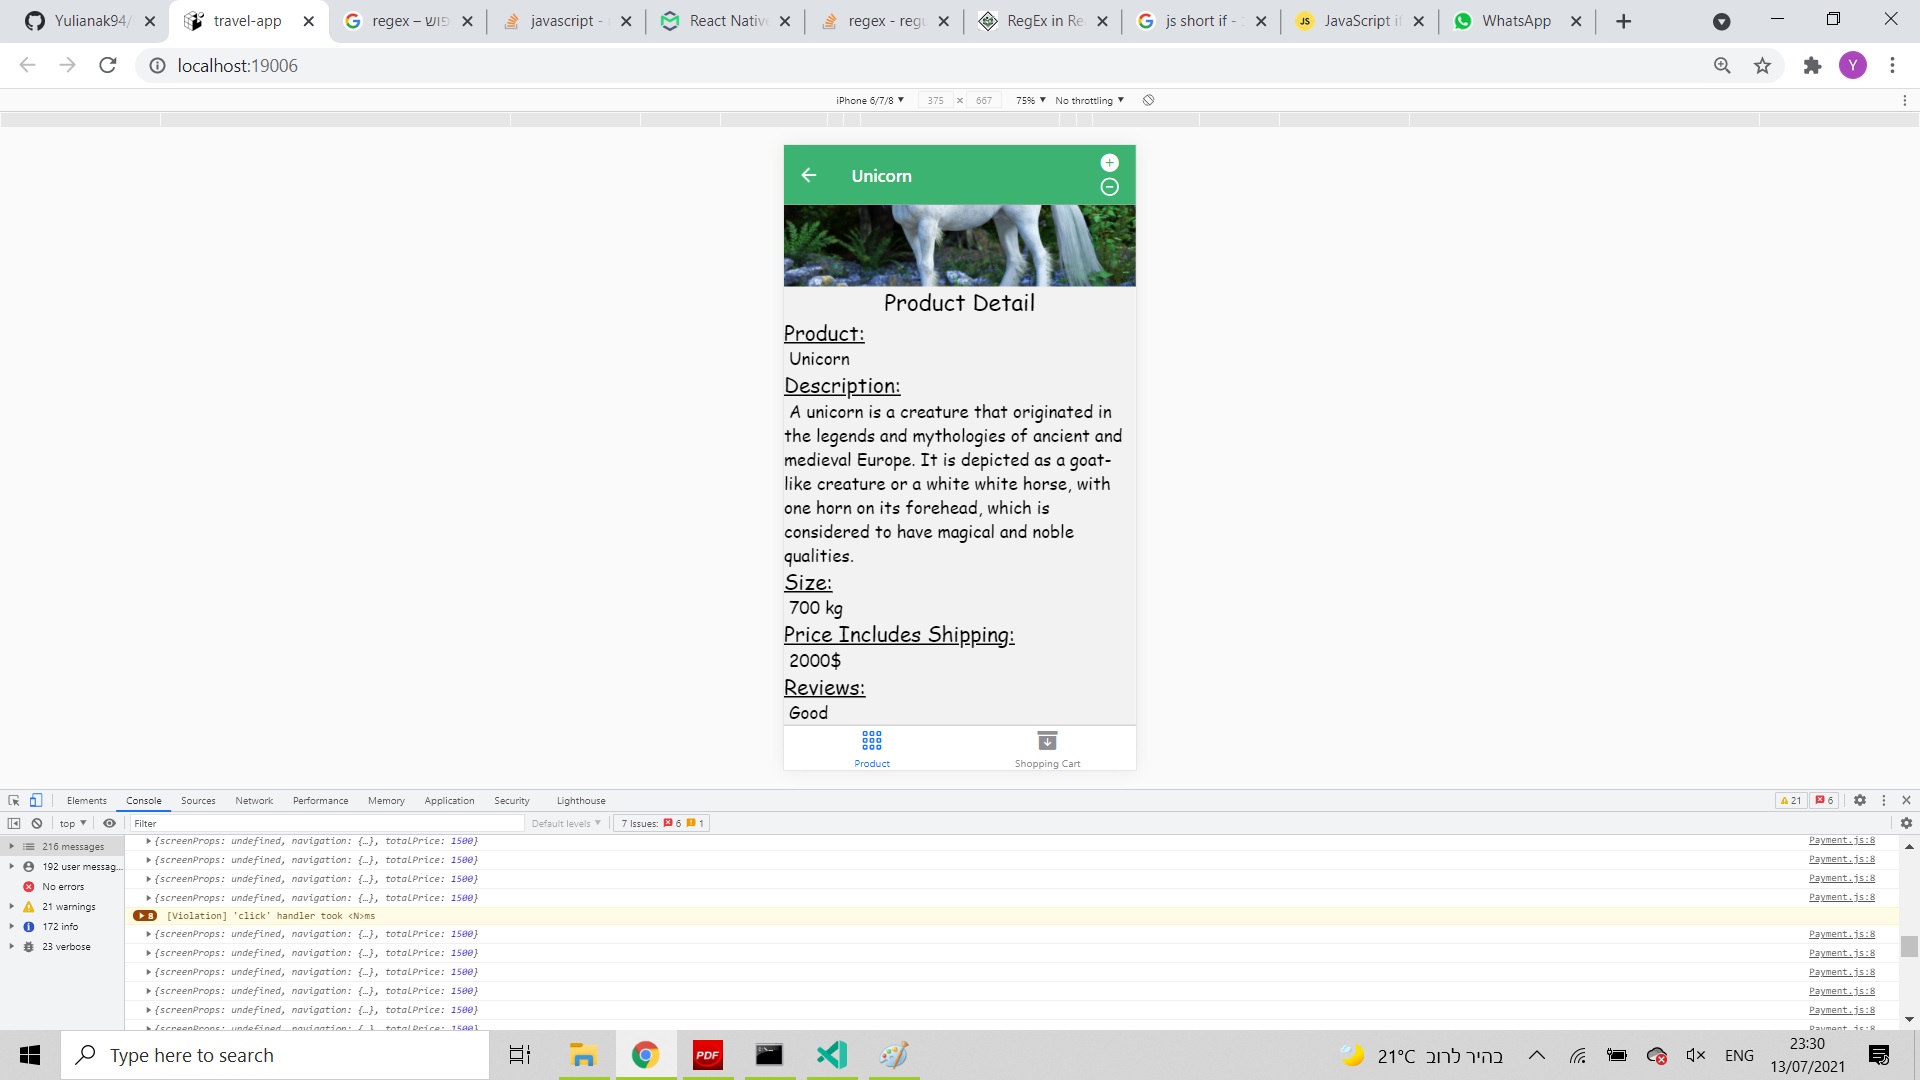 Yulianak94/
travel-app
regex – חיפוש
javascript -
React Native
regex - regu
RegEx in Re
js short if -
JS
JavaScript if
WhatsApp
localhost:19006
Y
iPhone 6/7/8
375 × 667
75%
No throttling
Unicorn
Product Detail
Product:
Unicorn
Description:
A unicorn is a creature that originated in
the legends and mythologies of ancient and
medieval Europe. It is depicted as a goat-
like creature or a white white horse, with
one horn on its forehead, which is
considered to have magical and noble
qualities.
Size:
700 kg
Price Includes Shipping:
2000$
Reviews:
Good
Product
Shopping Cart
Elements Console Sources Network Performance Memory Application Security Lighthouse
21 6
top Filter Default levels 7 Issues: 6 1
216 messages
192 user messag...
No errors
21 warnings
172 info
23 verbose
{screenProps: undefined, navigation: {…}, totalPrice: 1500} Payment.js:8
{screenProps: undefined, navigation: {…}, totalPrice: 1500} Payment.js:8
{screenProps: undefined, navigation: {…}, totalPrice: 1500} Payment.js:8
{screenProps: undefined, navigation: {…}, totalPrice: 1500} Payment.js:8
8 [Violation] 'click' handler took <N>ms
{screenProps: undefined, navigation: {…}, totalPrice: 1500} Payment.js:8
{screenProps: undefined, navigation: {…}, totalPrice: 1500} Payment.js:8
{screenProps: undefined, navigation: {…}, totalPrice: 1500} Payment.js:8
{screenProps: undefined, navigation: {…}, totalPrice: 1500} Payment.js:8
{screenProps: undefined, navigation: {…}, totalPrice: 1500} Payment.js:8
{screenProps: undefined, navigation: {…}, totalPrice: 1500} Payment.js:8
Type here to search
PDF
21°C בהיר לרוב
ENG
23:30
13/07/2021